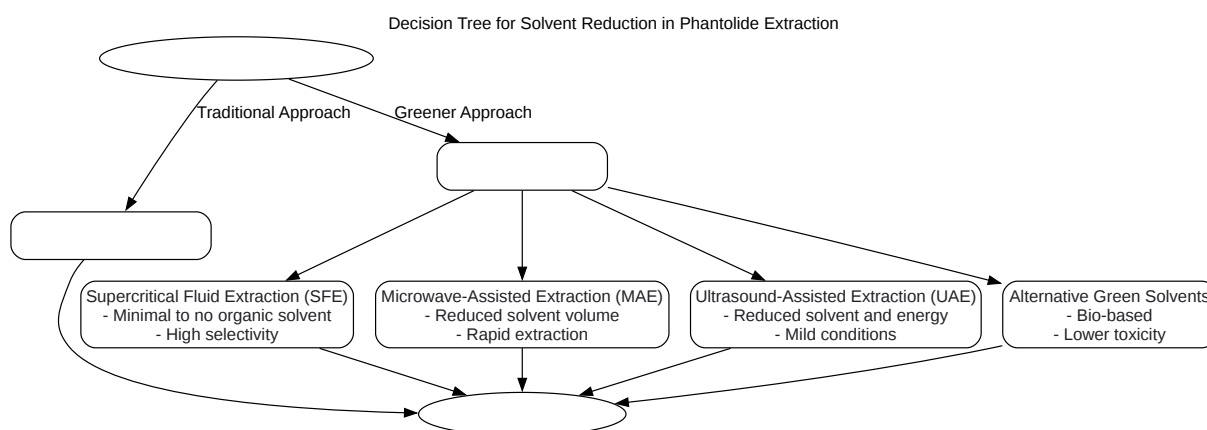 Decision Tree for Solvent Reduction in Phantolide Extraction
Traditional Approach
Greener Approach
Supercritical Fluid Extraction (SFE)
- Minimal to no organic solvent
- High selectivity
Microwave-Assisted Extraction (MAE)
- Reduced solvent volume
- Rapid extraction
Ultrasound-Assisted Extraction (UAE)
- Reduced solvent and energy
- Mild conditions
Alternative Green Solvents
- Bio-based
- Lower toxicity